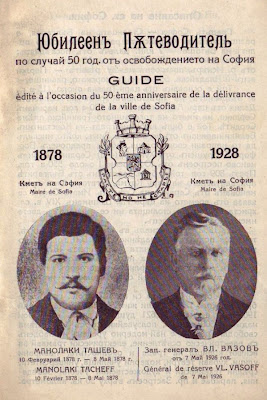 Юбилеенъ Пѫтеводитель
по случай 50 год. отъ освобождението на София
GUIDE
édité à l'occasion du 50 ème anniversaire de la délivrance
de la ville de Sofia
1878
1928
Кметъ на София
Maire de Sofia
Кметъ на София
Maire de Sofia
МАНОЛАКИ ТАШЕВЪ
10 Февруарий 1878 г. — 8 Май 1878 г.
MANOLAKI TACHEFF
10 Février 1878 — 8 Mai 1878
Зап. генералъ ВЛ. ВАЗОВЪ
отъ 7 Май 1926 год.
Général de réserve VL. VASOFF
de 7 Mai 1926